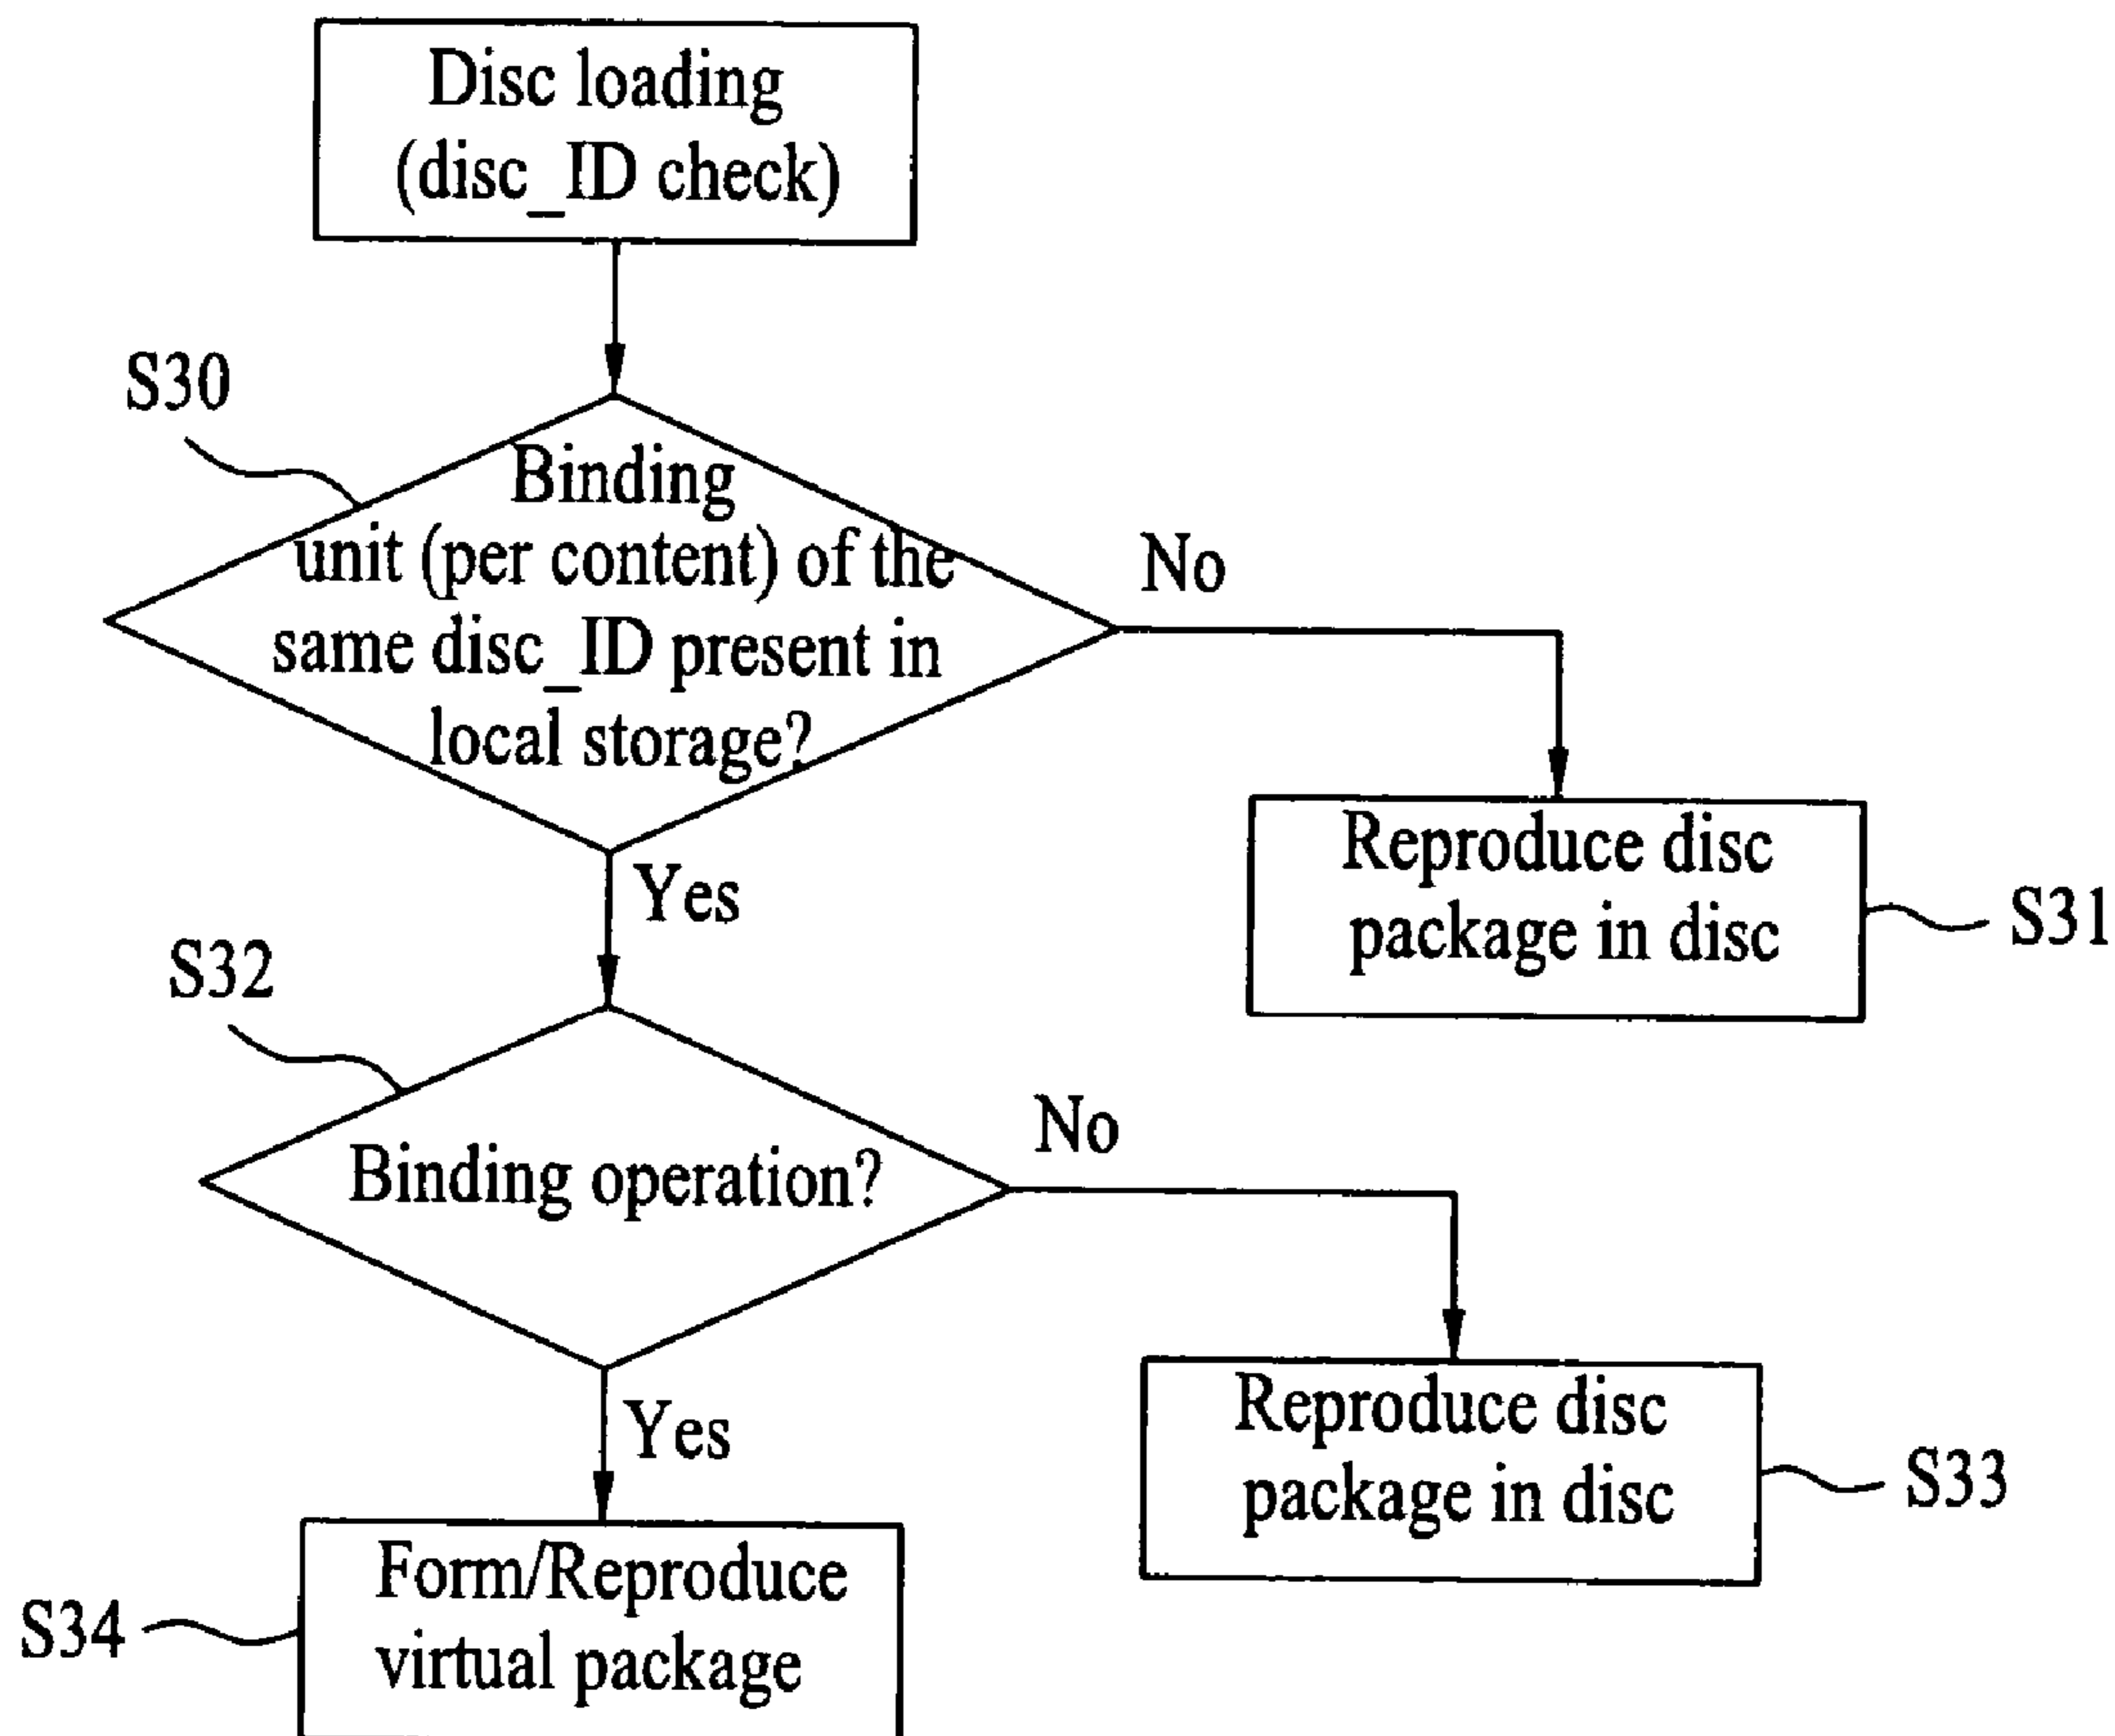 Disc loading
(disc_ID check)
S30
Binding
unit (per content) of the
same disc_ID present in
local storage?
No
Reproduce disc
package in disc
S31
Yes
S32
Binding operation?
No
Reproduce disc
package in disc
S33
Yes
Form/Reproduce
virtual package
S34